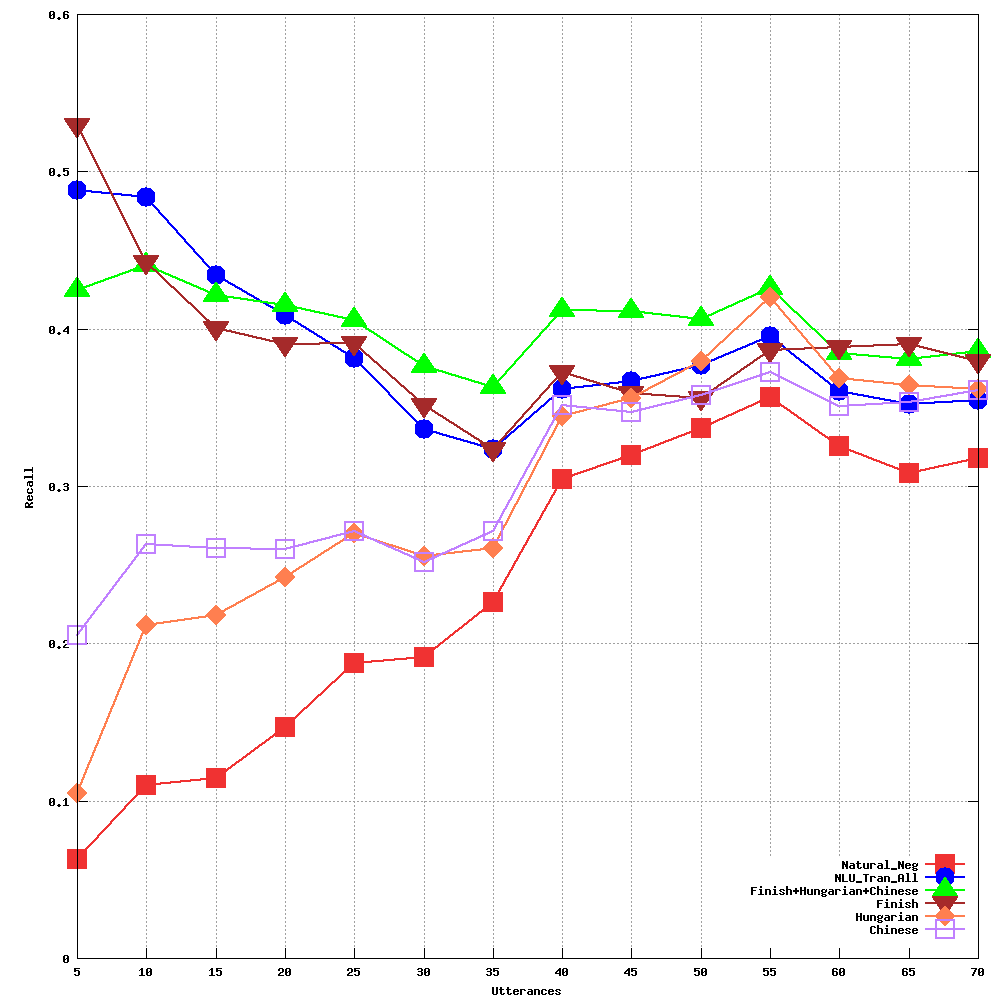 0.6
0.5
0.4
0.3
0.2
0.1
0
Recall
5 10 15 20 25 30 35 40 45 50 55 60 65 70
Utterances
Natural_Neg
NLU_Tran_All
Finish+Hungarian+Chinese
Finish
Hungarian
Chinese